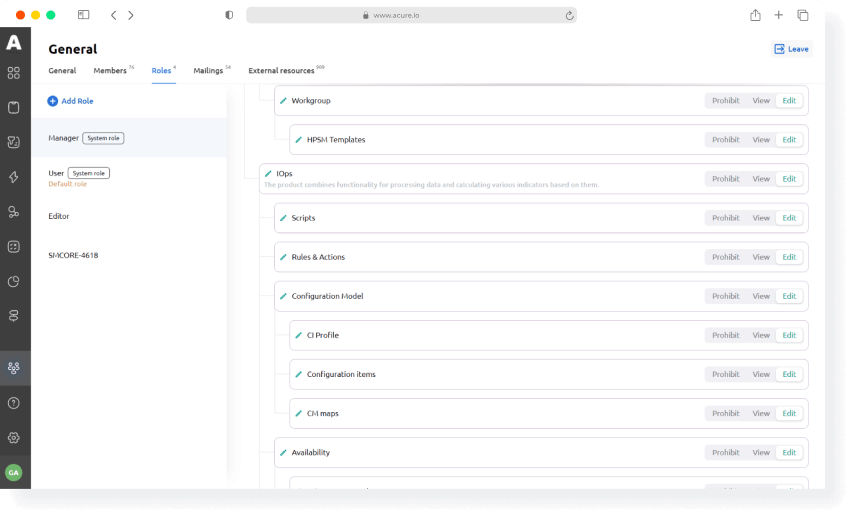 www.acure.io
A
General
Leave
General Members 76 Roles 4 Mailings 54 External resources 989
Add Role
Manager System role
User System role
Default role
Editor
SMCORE-4618
Workgroup Prohibit View Edit
HPSM Templates Prohibit View Edit
IOps Prohibit View Edit
The product combines functionality for processing data and calculating various indicators based on them.
Scripts Prohibit View Edit
Rules & Actions Prohibit View Edit
Configuration Model Prohibit View Edit
CI Profile Prohibit View Edit
Configuration items Prohibit View Edit
CM maps Prohibit View Edit
Availability Prohibit View Edit
GA